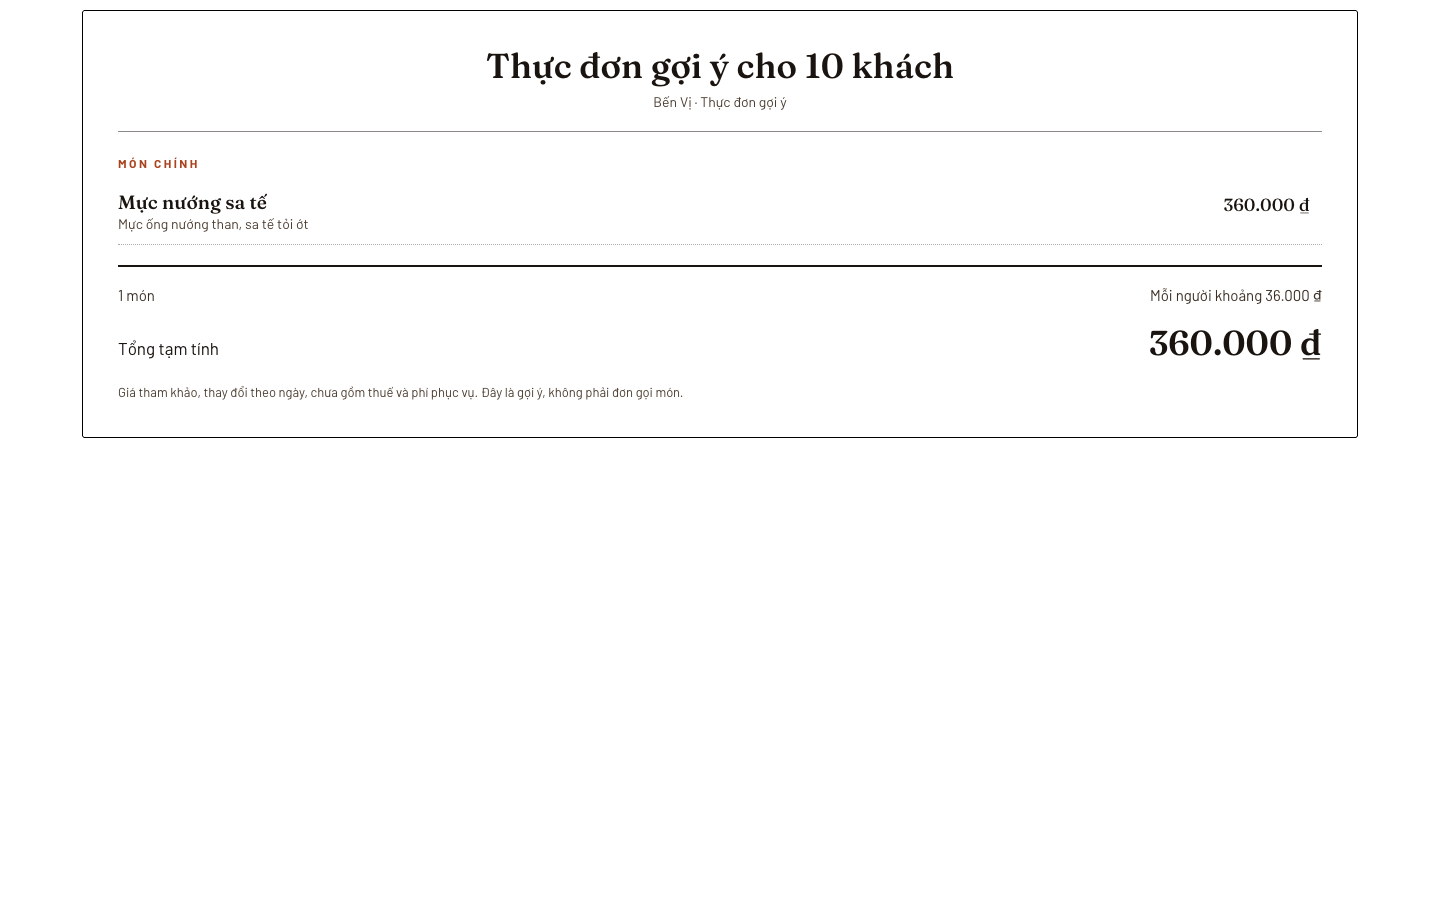 Thực đơn gợi ý cho 10 khách
Bến Vị · Thực đơn gợi ý
MÓN CHÍNH
Mực nướng sa tế
360.000 ₫
Mực ống nướng than, sa tế tỏi ớt
1 món
Mỗi người khoảng 36.000 ₫
Tổng tạm tính
360.000 ₫
Giá tham khảo, thay đổi theo ngày, chưa gồm thuế và phí phục vụ. Đây là gợi ý, không phải đơn gọi món.